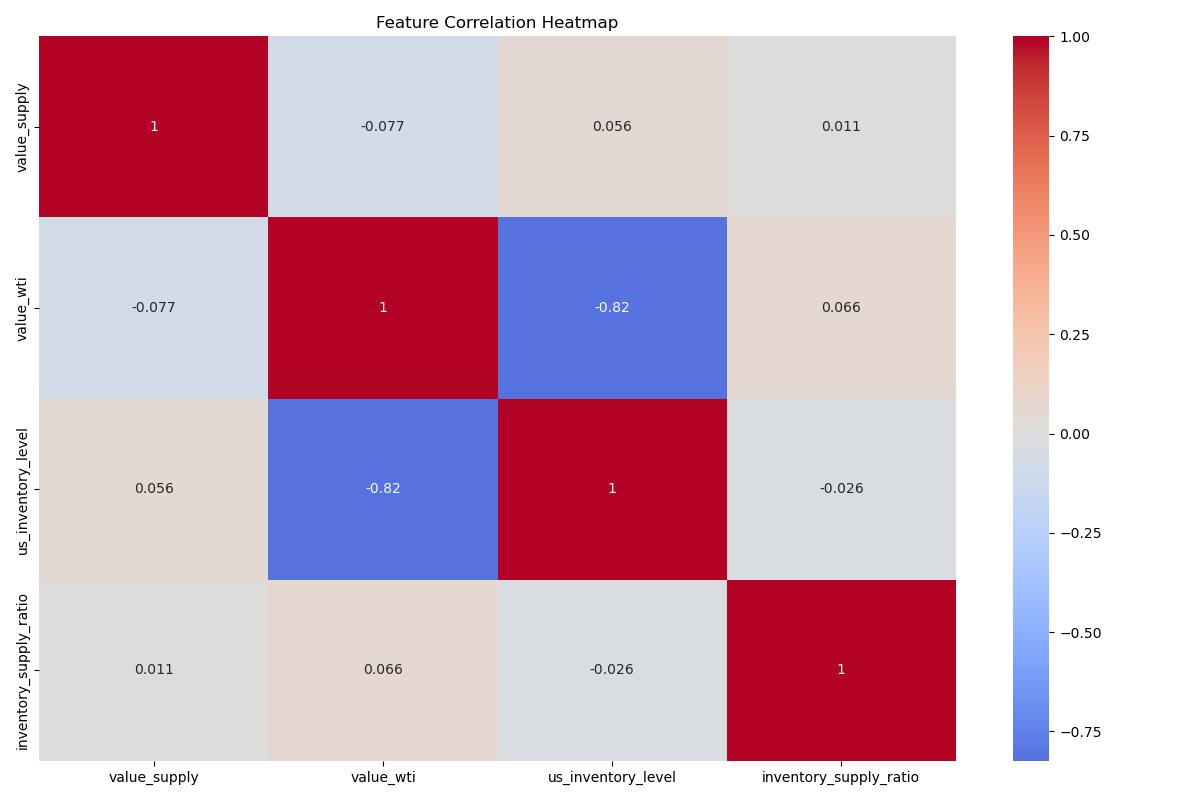 Feature Correlation Heatmap
value_supply
1
-0.077
0.056
0.011
value_wti
-0.077
1
-0.82
0.066
us_inventory_level
0.056
-0.82
1
-0.026
inventory_supply_ratio
0.011
0.066
-0.026
1
value_supply
value_wti
us_inventory_level
inventory_supply_ratio
1.00
0.75
0.50
0.25
0.00
−0.25
−0.50
−0.75